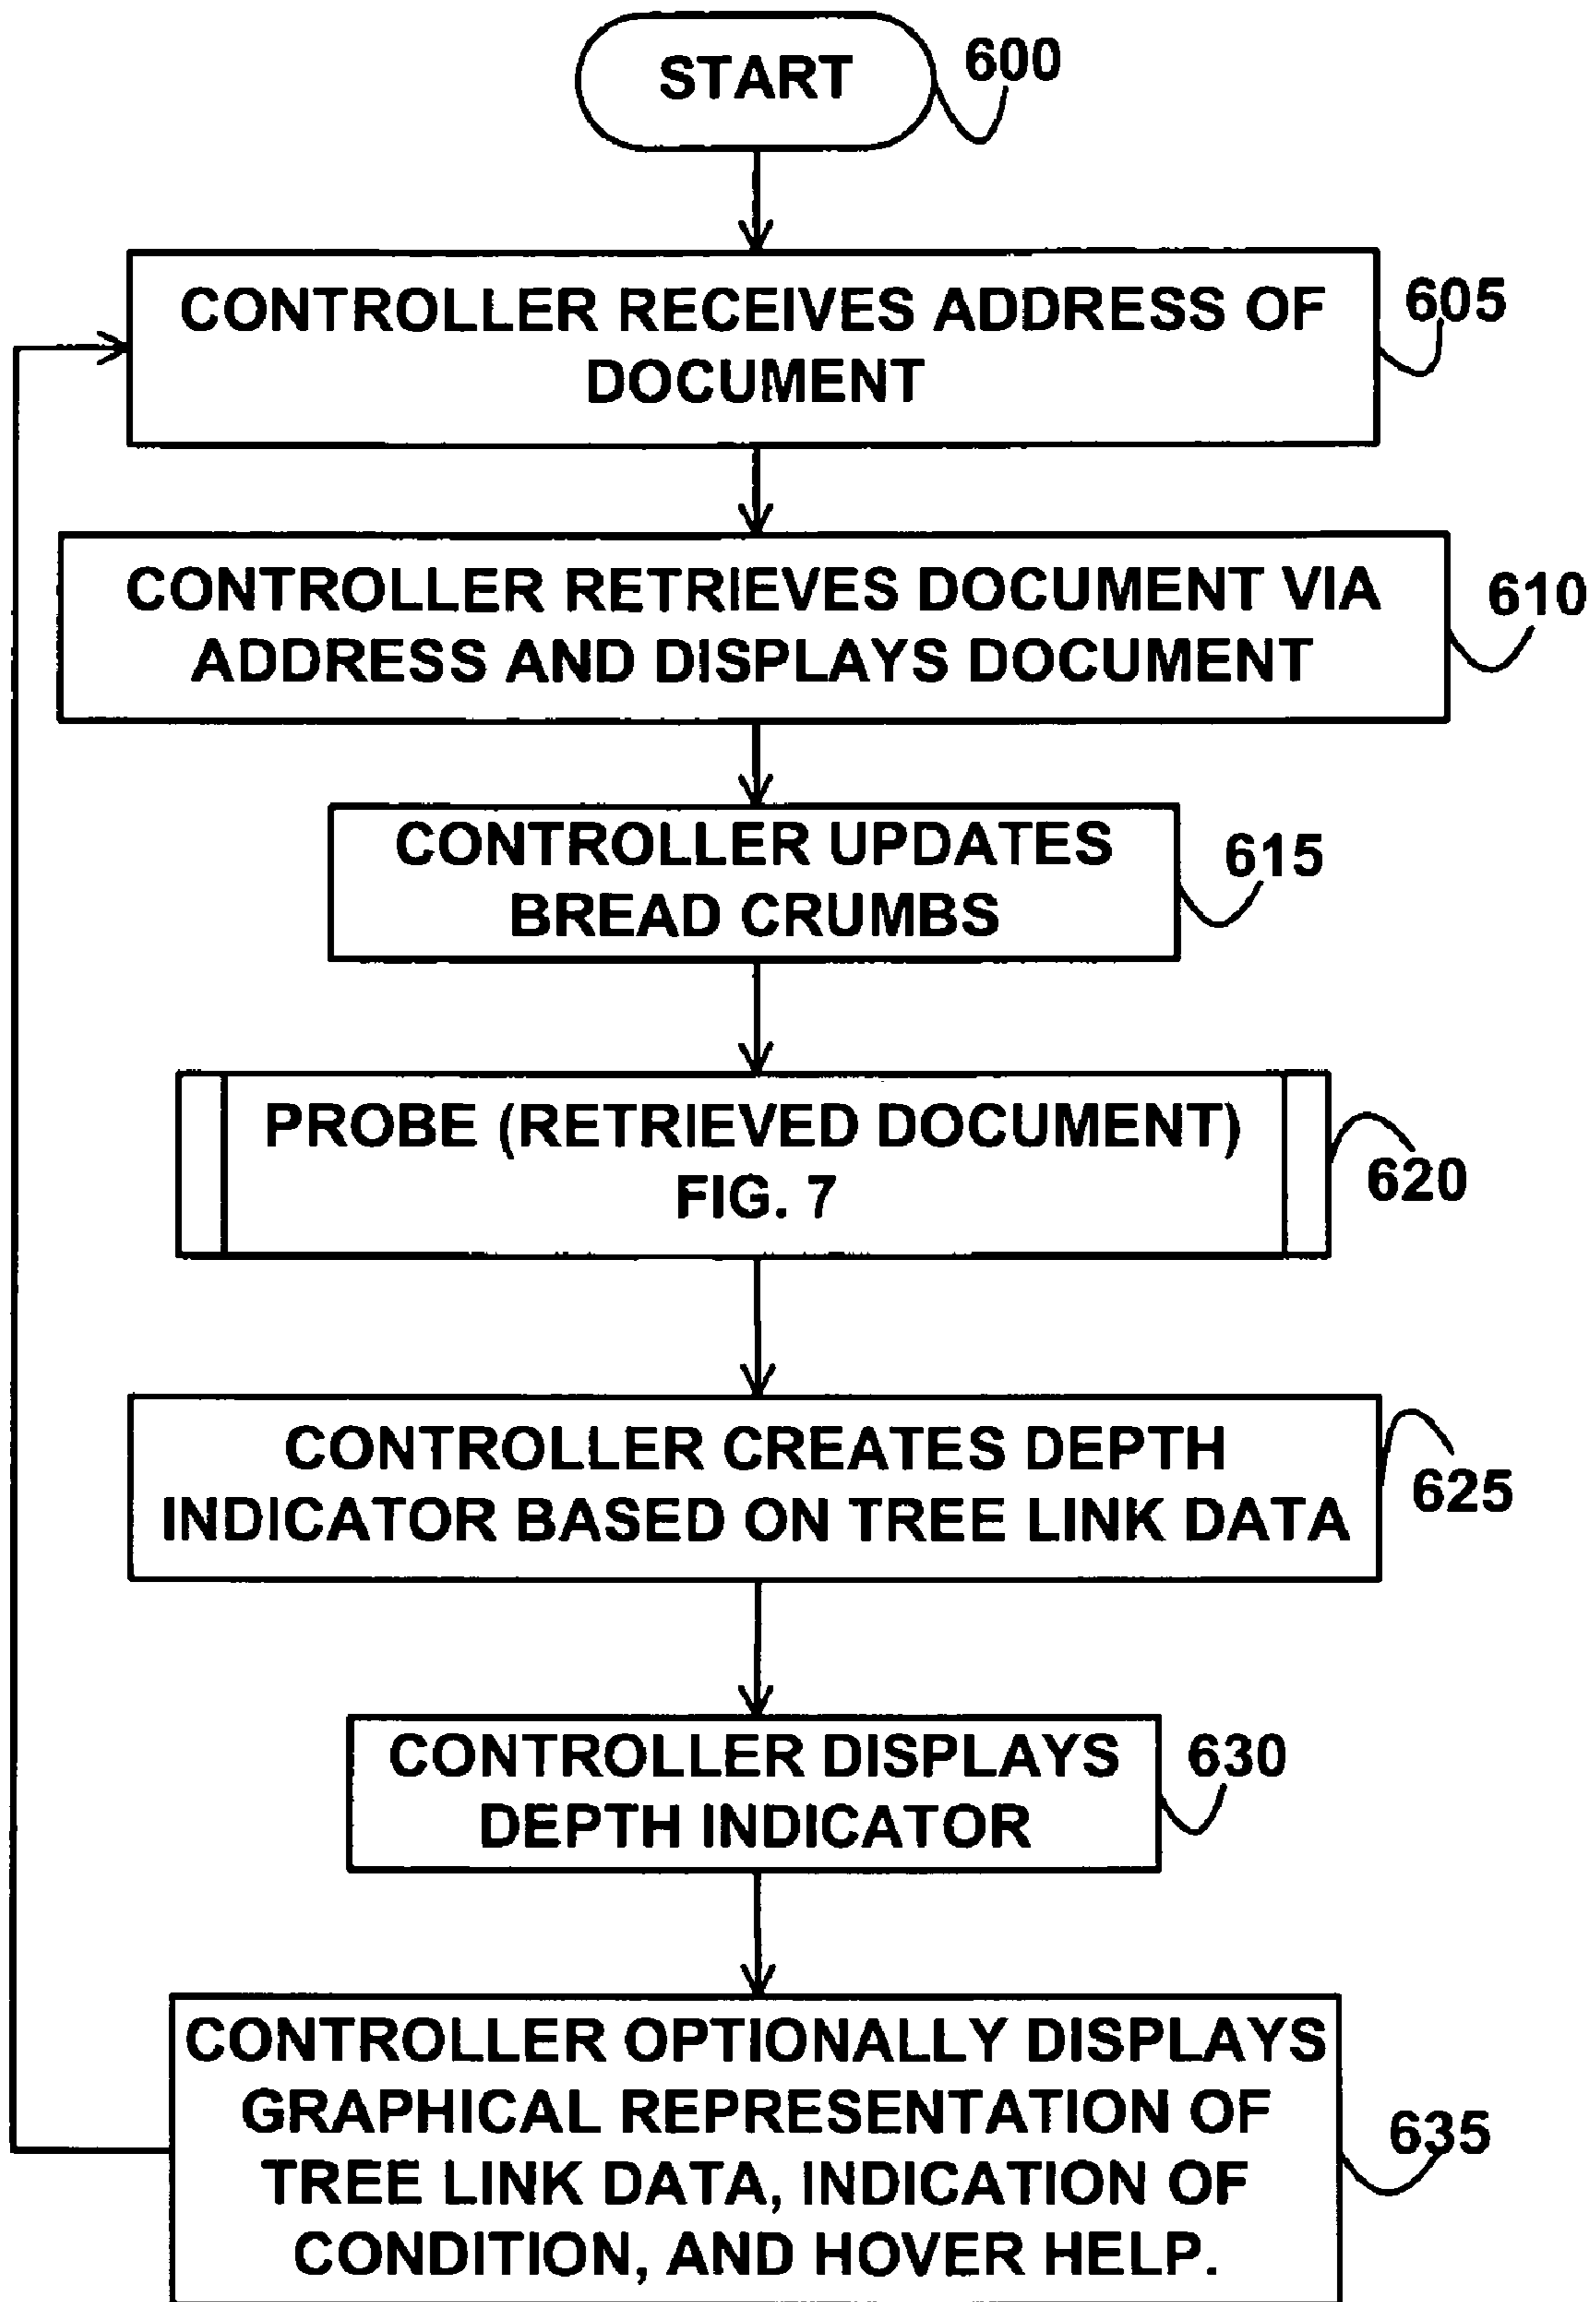 START
600
CONTROLLER RECEIVES ADDRESS OF
DOCUMENT
605
CONTROLLER RETRIEVES DOCUMENT VIA
ADDRESS AND DISPLAYS DOCUMENT
610
CONTROLLER UPDATES
BREAD CRUMBS
615
PROBE (RETRIEVED DOCUMENT)
FIG. 7
620
CONTROLLER CREATES DEPTH
INDICATOR BASED ON TREE LINK DATA
625
CONTROLLER DISPLAYS
DEPTH INDICATOR
630
CONTROLLER OPTIONALLY DISPLAYS
GRAPHICAL REPRESENTATION OF
TREE LINK DATA, INDICATION OF
CONDITION, AND HOVER HELP.
635